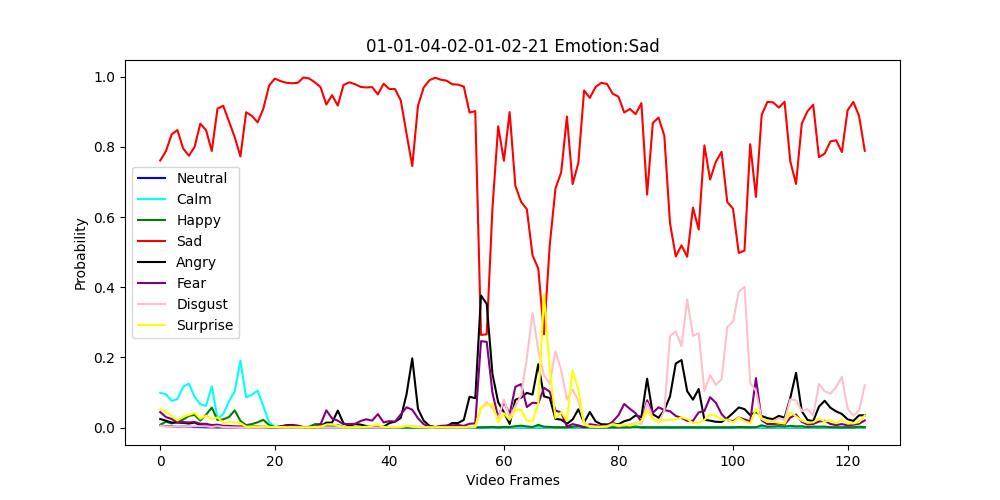 01-01-04-02-01-02-21 Emotion:Sad
1.0
0.8
0.6
0.4
0.2
0.0
Probability
Neutral
Calm
Happy
Sad
Angry
Fear
Disgust
Surprise
0 20 40 60 80 100 120
Video Frames